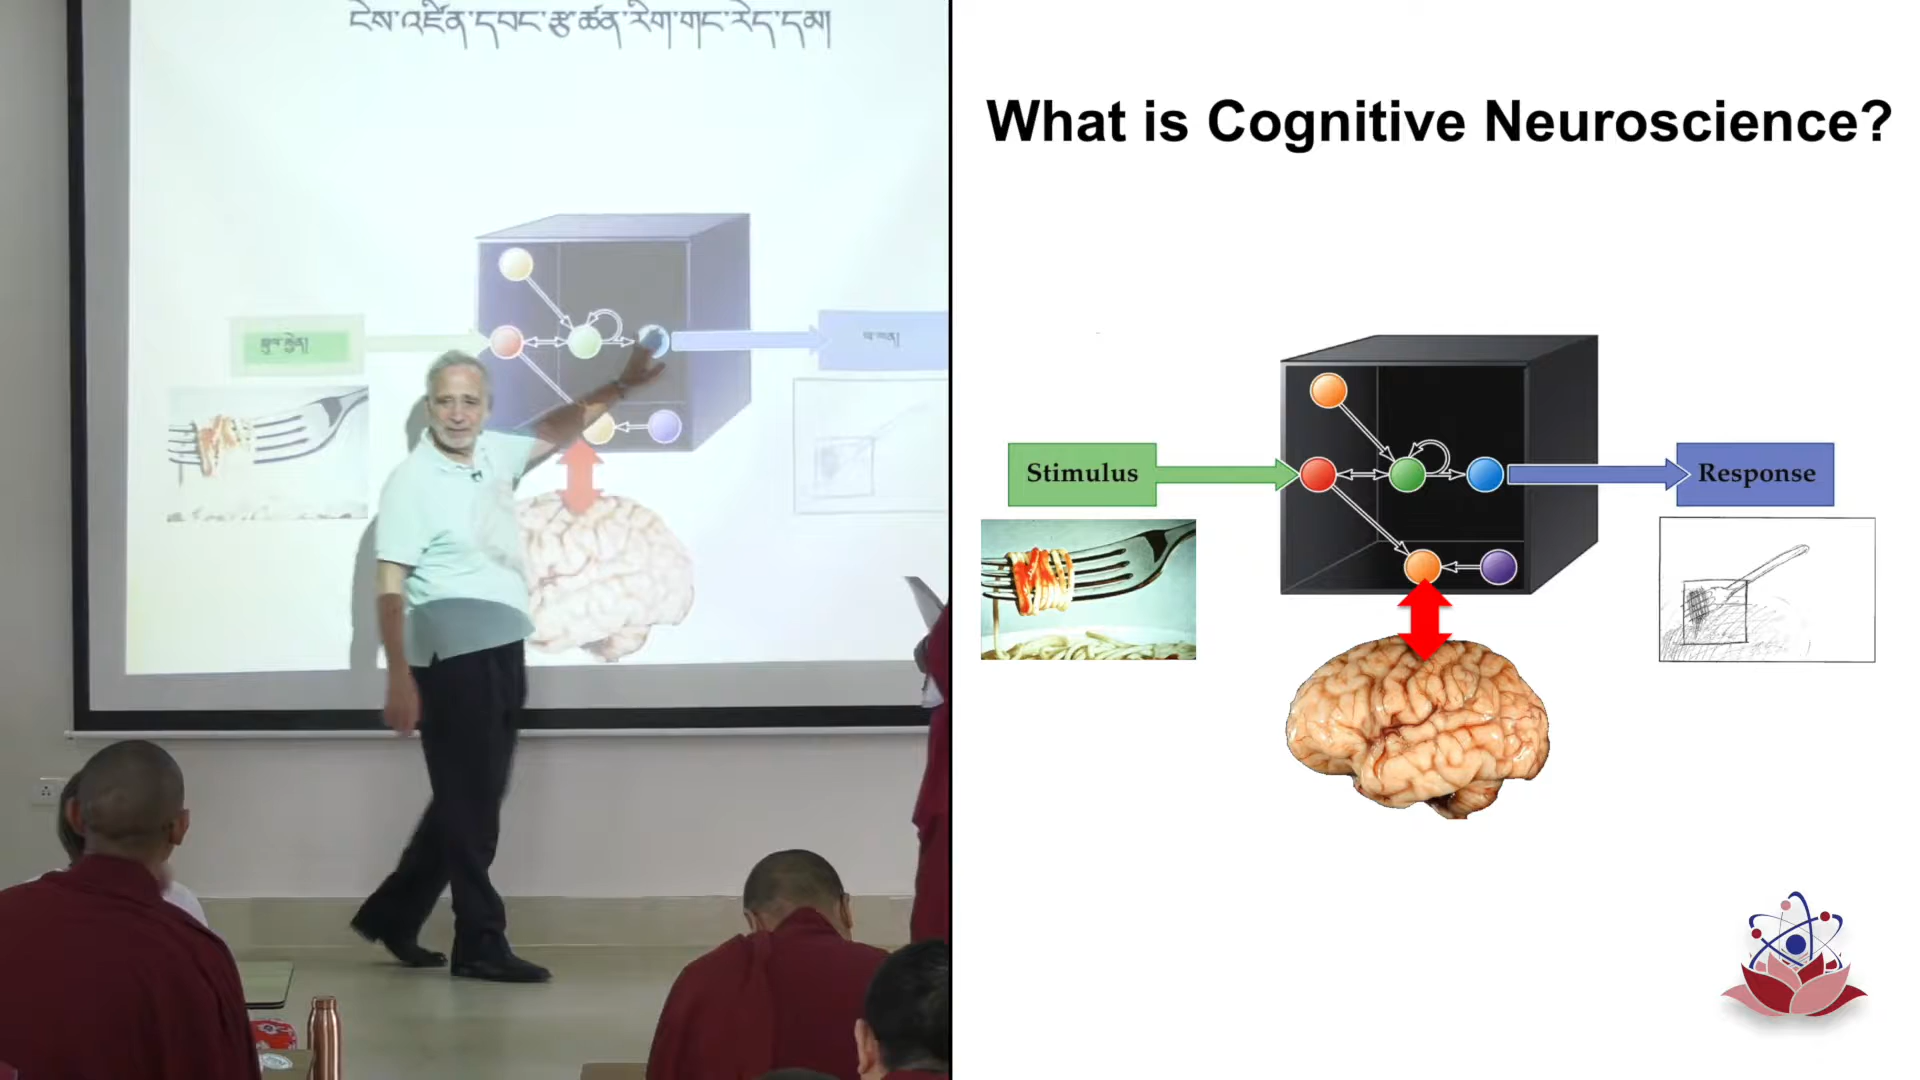 ངེས་འཛིན་དབང་རྩ་ཚན་རིག་གང་རེད་དམ།
What is Cognitive Neuroscience?
Stimulus
Response